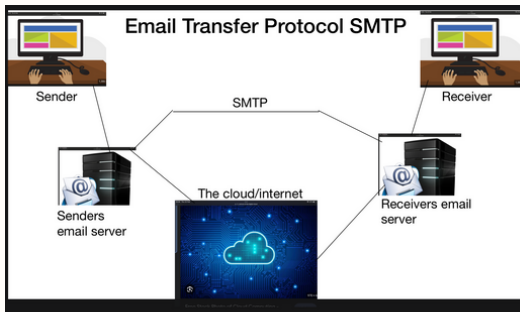 Email Transfer Protocol SMTP
Sender
Receiver
SMTP
The cloud/internet
Senders
email server
Receivers email
server
@
@